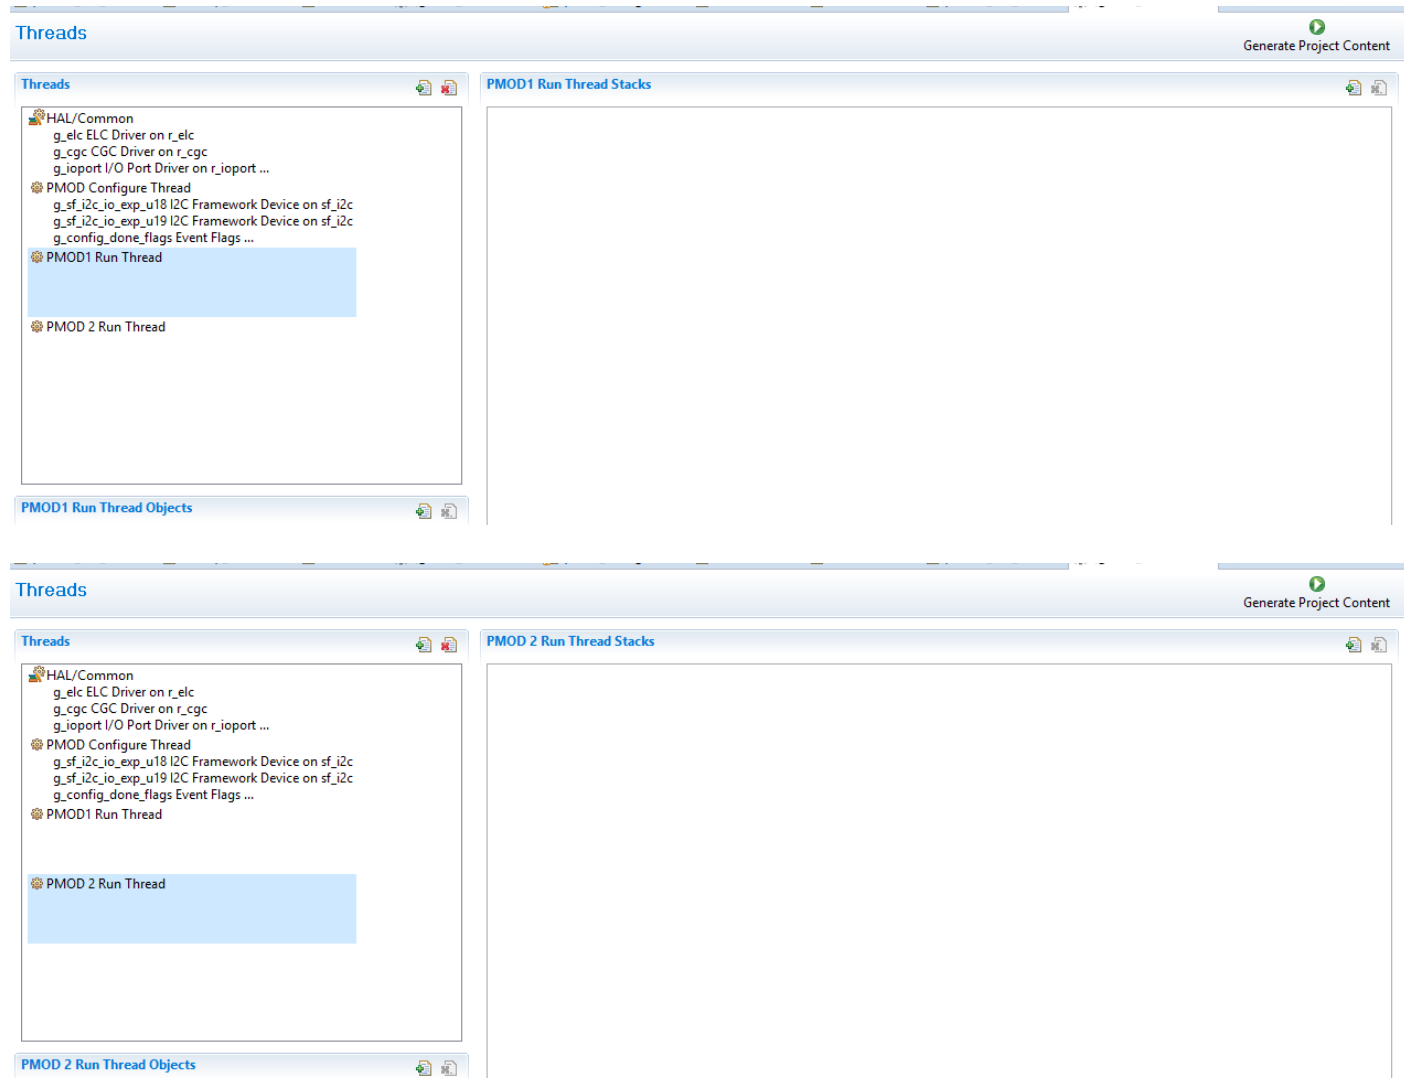 Threads
Generate Project Content
Threads
PMOD1 Run Thread Stacks
HAL/Common
g_elc ELC Driver on r_elc
g_cgc CGC Driver on r_cgc
g_ioport I/O Port Driver on r_ioport ...
PMOD Configure Thread
g_sf_i2c_io_exp_u18 I2C Framework Device on sf_i2c
g_sf_i2c_io_exp_u19 I2C Framework Device on sf_i2c
g_config_done_flags Event Flags ...
PMOD1 Run Thread
PMOD 2 Run Thread
PMOD1 Run Thread Objects
Threads
Generate Project Content
Threads
PMOD 2 Run Thread Stacks
HAL/Common
g_elc ELC Driver on r_elc
g_cgc CGC Driver on r_cgc
g_ioport I/O Port Driver on r_ioport ...
PMOD Configure Thread
g_sf_i2c_io_exp_u18 I2C Framework Device on sf_i2c
g_sf_i2c_io_exp_u19 I2C Framework Device on sf_i2c
g_config_done_flags Event Flags ...
PMOD1 Run Thread
PMOD 2 Run Thread
PMOD 2 Run Thread Objects